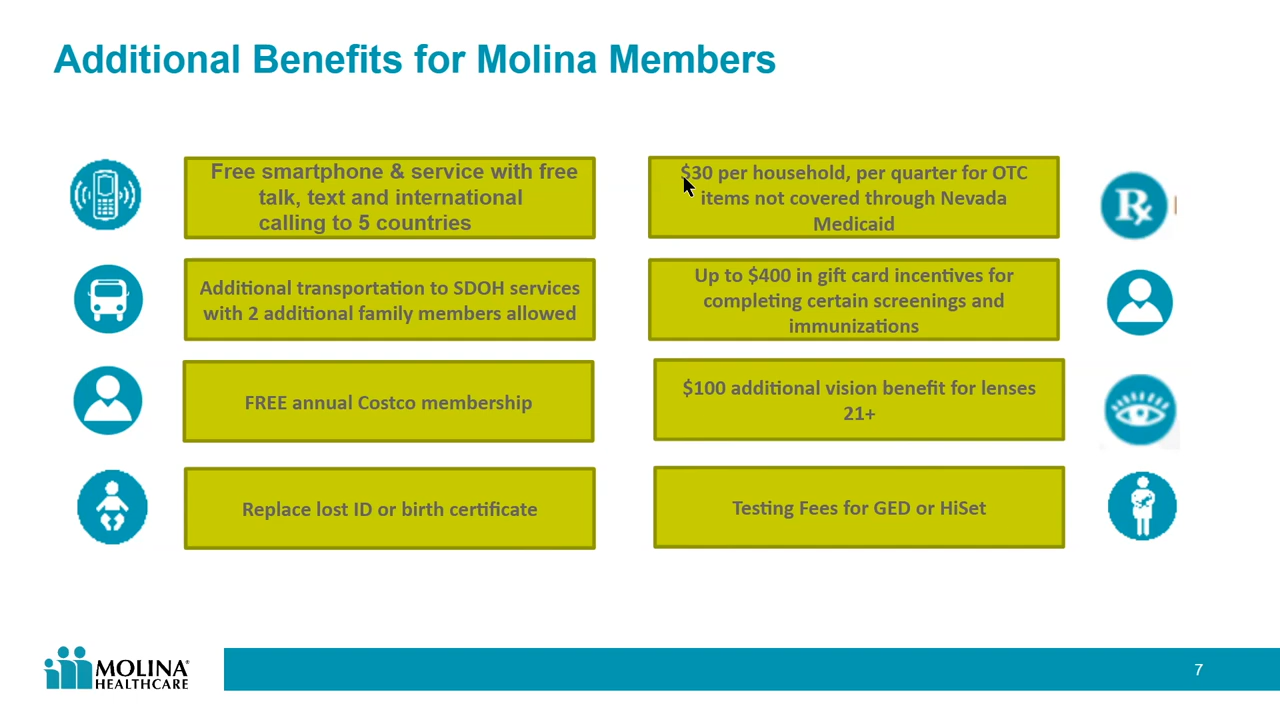 Additional Benefits for Molina Members
Free smartphone & service with free
talk, text and international
calling to 5 countries
$30 per household, per quarter for OTC
items not covered through Nevada
Medicaid
Rx
Additional transportation to SDOH services
with 2 additional family members allowed
Up to $400 in gift card incentives for
completing certain screenings and
immunizations
FREE annual Costco membership
$100 additional vision benefit for lenses
21+
Replace lost ID or birth certificate
Testing Fees for GED or HiSet
MOLINA®
HEALTHCARE
7